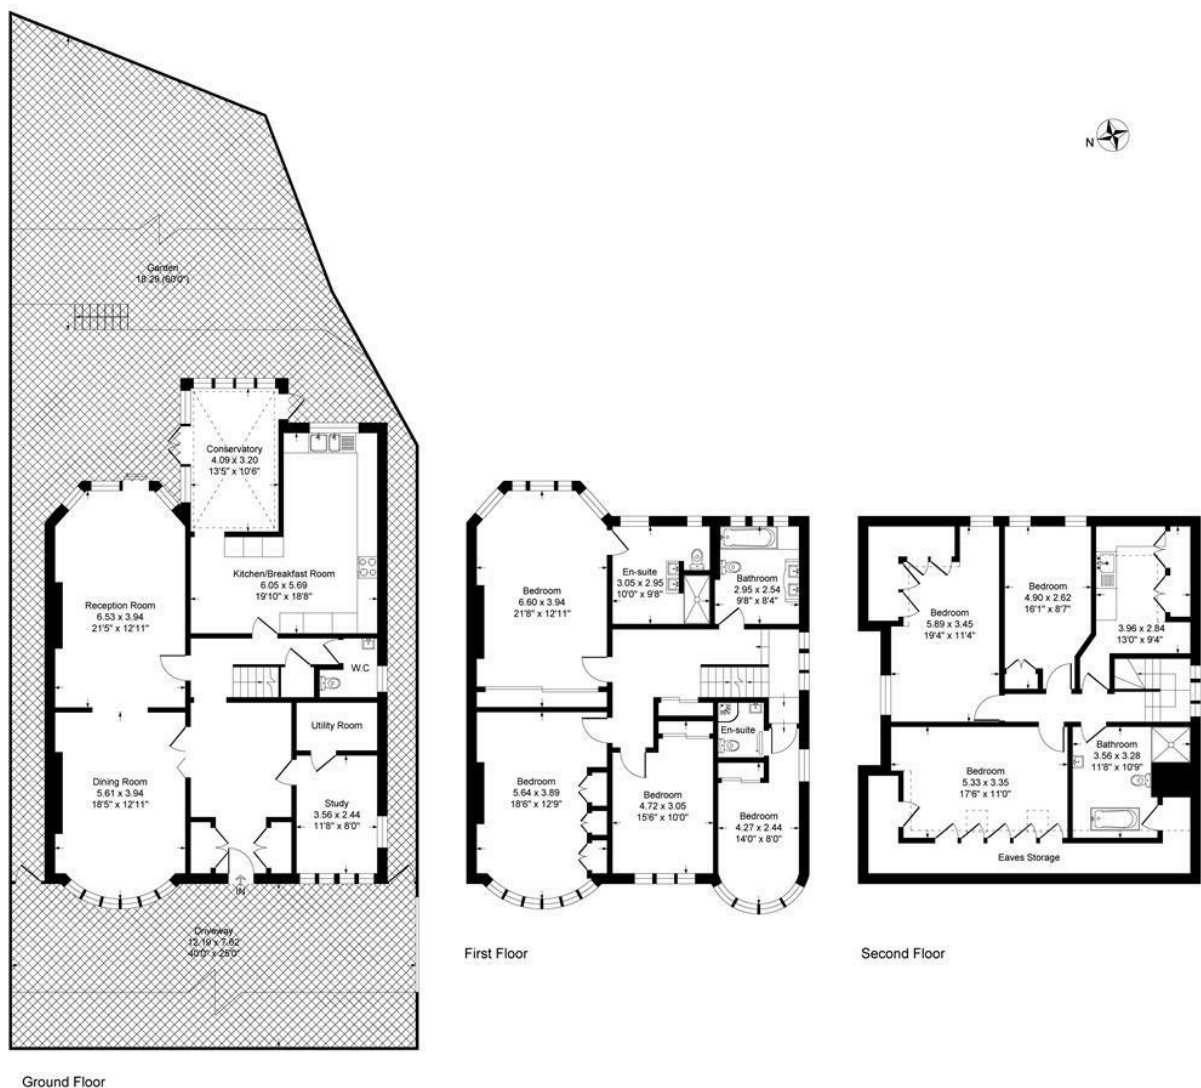 N
Garden
18.29 (60'0")
Conservatory
4.09 x 3.20
13'5" x 10'6"
Kitchen/Breakfast Room
6.05 x 5.69
19'10" x 18'8"
Reception Room
6.53 x 3.94
21'5" x 12'11"
W.C
Utility Room
Dining Room
5.61 x 3.94
18'5" x 12'11"
Study
3.56 x 2.44
11'8" x 8'0"
IN
Driveway
12.19 x 7.62
40'0" x 25'0"
Ground Floor
Bedroom
6.60 x 3.94
21'8" x 12'11"
En-suite
3.05 x 2.95
10'0" x 9'8"
Bathroom
2.95 x 2.54
9'8" x 8'4"
En-suite
Bedroom
5.64 x 3.89
18'6" x 12'9"
Bedroom
4.72 x 3.05
15'6" x 10'0"
Bedroom
4.27 x 2.44
14'0" x 8'0"
First Floor
Bedroom
5.89 x 3.45
19'4" x 11'4"
Bedroom
4.90 x 2.62
16'1" x 8'7"
3.96 x 2.84
13'0" x 9'4"
Bedroom
5.33 x 3.35
17'6" x 11'0"
Bathroom
3.56 x 3.28
11'8" x 10'9"
Eaves Storage
Second Floor